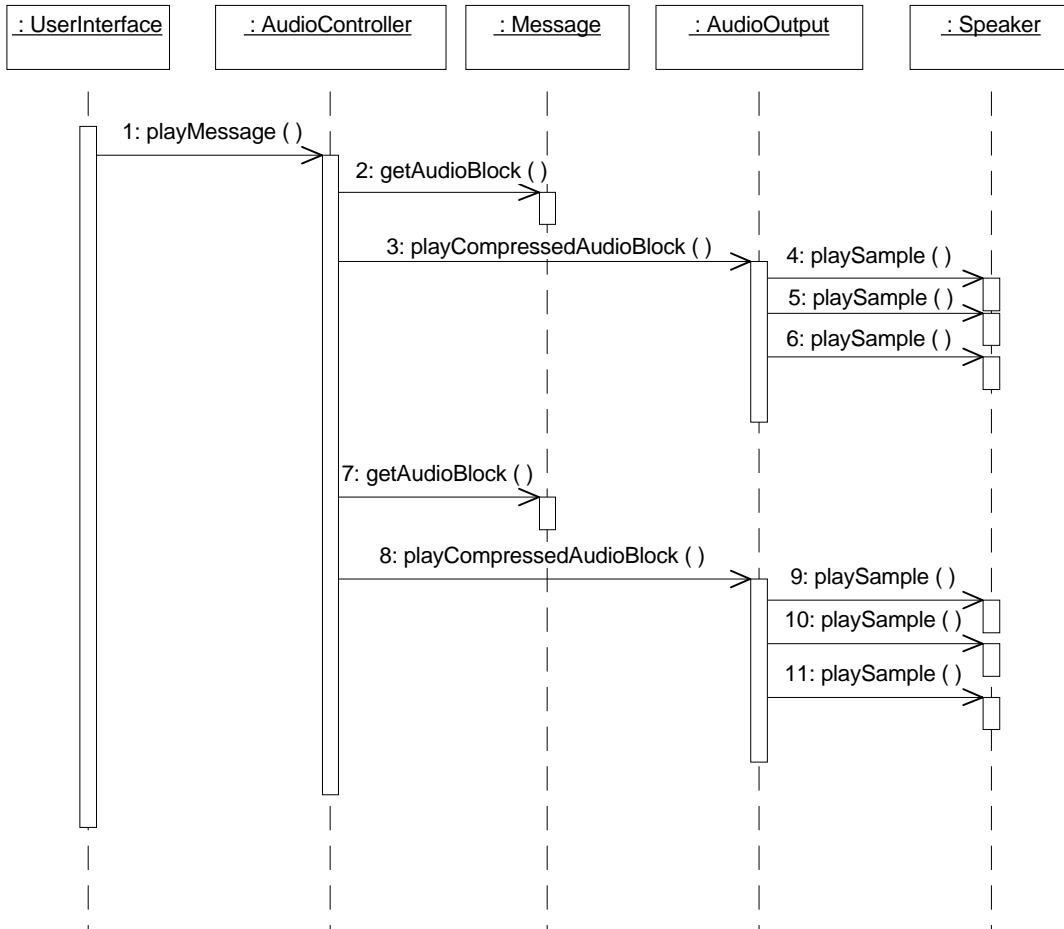 : UserInterface
: AudioController
: Message
: AudioOutput
: Speaker
1: playMessage ( )
2: getAudioBlock ( )
3: playCompressedAudioBlock ( )
4: playSample ( )
5: playSample ( )
6: playSample ( )
7: getAudioBlock ( )
8: playCompressedAudioBlock ( )
9: playSample ( )
10: playSample ( )
11: playSample ( )